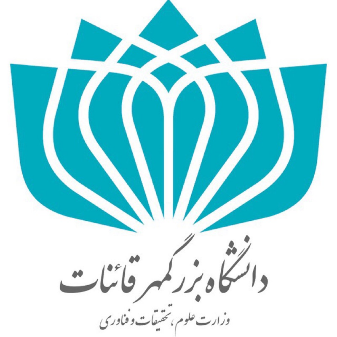 دانشگاه بزرگمهر قائنات
وزارت علوم، تحقیقات و فناوری